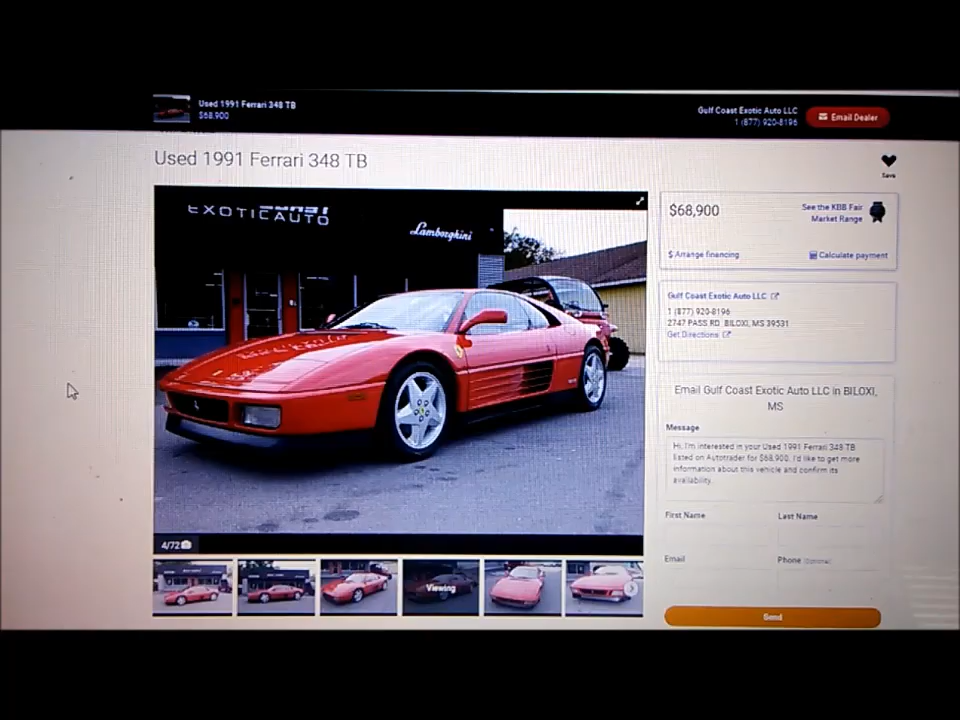 Used 1991 Ferrari 348 TB
$68,900
Gulf Coast Exotic Auto LLC
1 (877) 920-8196
Email Dealer
Used 1991 Ferrari 348 TB
Save
EXOTIC AUTO
Lamborghini
4/72
Viewing
$68,900
See the KBB Fair
Market Range
$ Arrange financing
Calculate payment
Gulf Coast Exotic Auto LLC
1 (877) 920-8196
2747 PASS RD, BILOXI, MS 39531
Get Directions
Email Gulf Coast Exotic Auto LLC in BILOXI,
MS
Message
Hi, I'm interested in your Used 1991 Ferrari 348 TB
listed on Autotrader for $68,900. I'd like to get more
information about this vehicle and confirm its
availability.
First Name
Last Name
Email
Phone (Optional)
Send